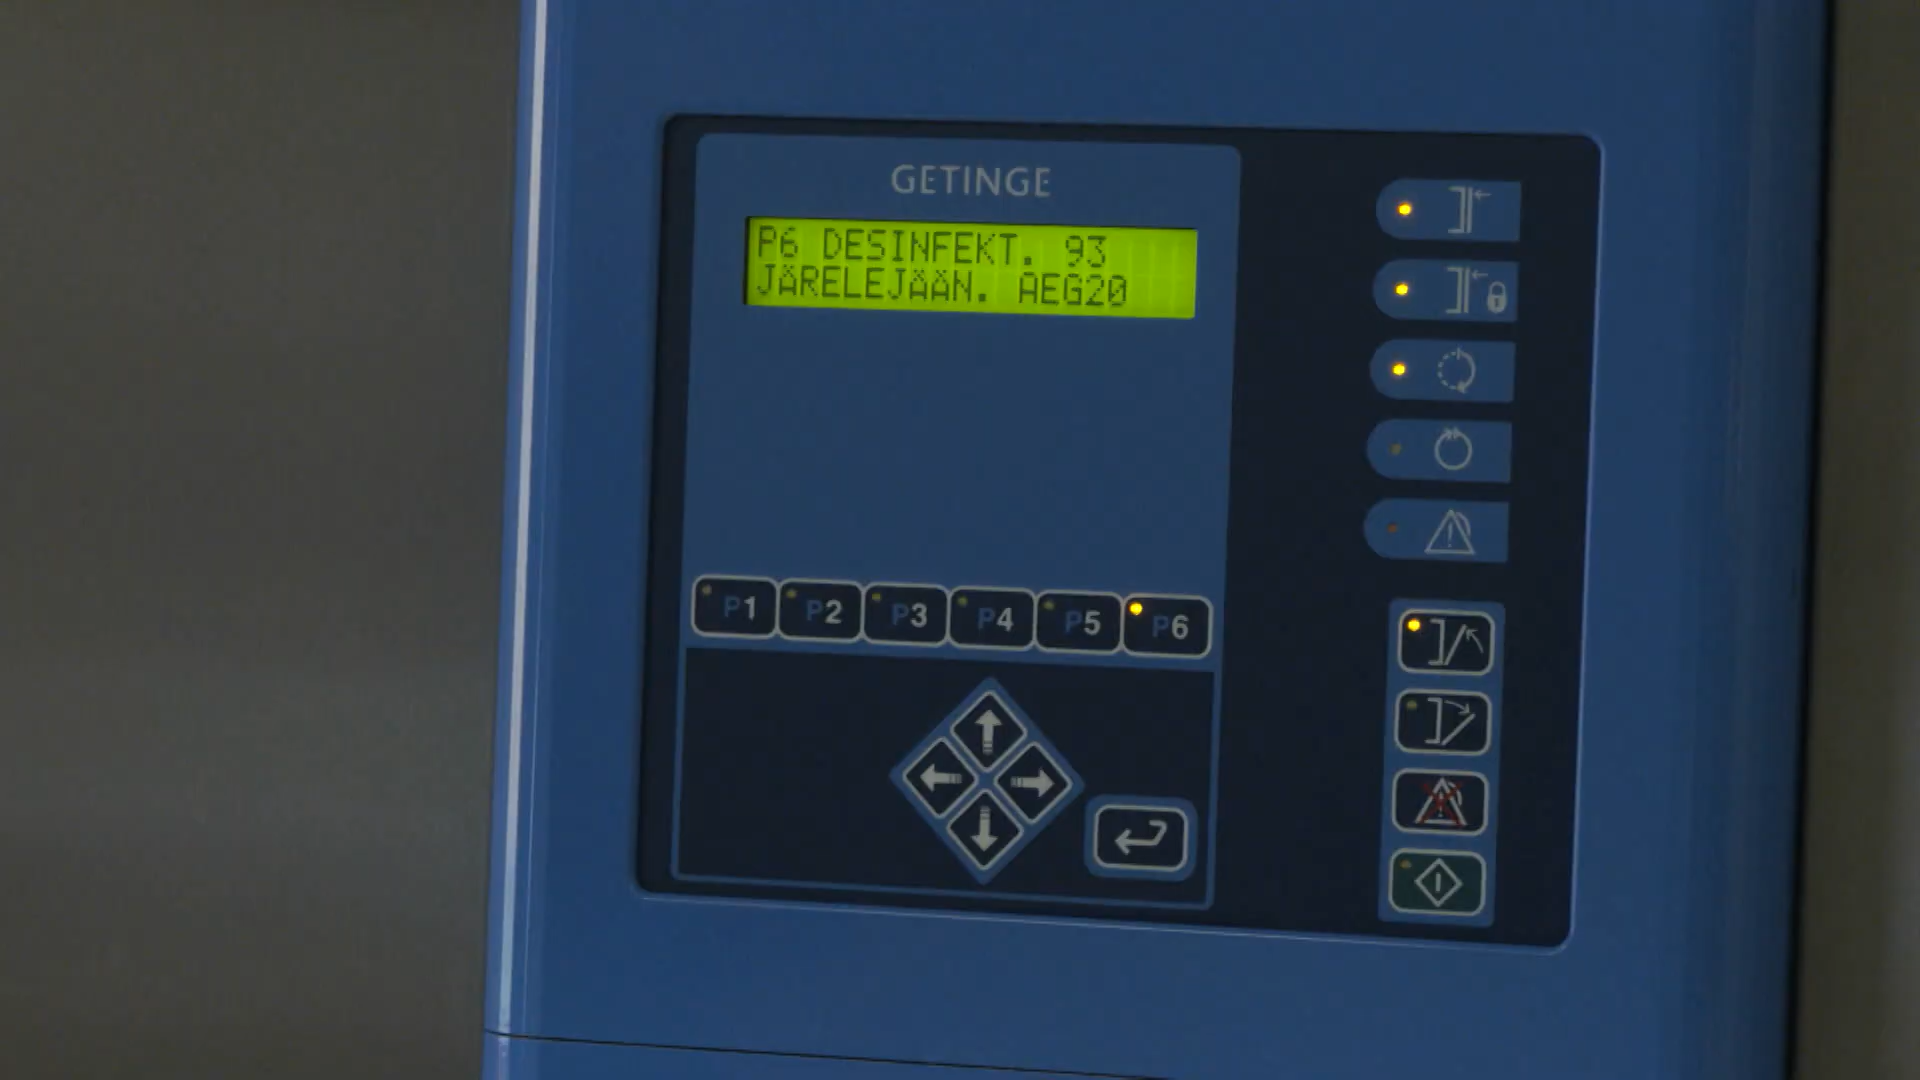 GETINGE
P6 DESINFEKT. 93
JÄRELEJÄÄN. AEG20
P1 P2 P3 P4 P5 P6